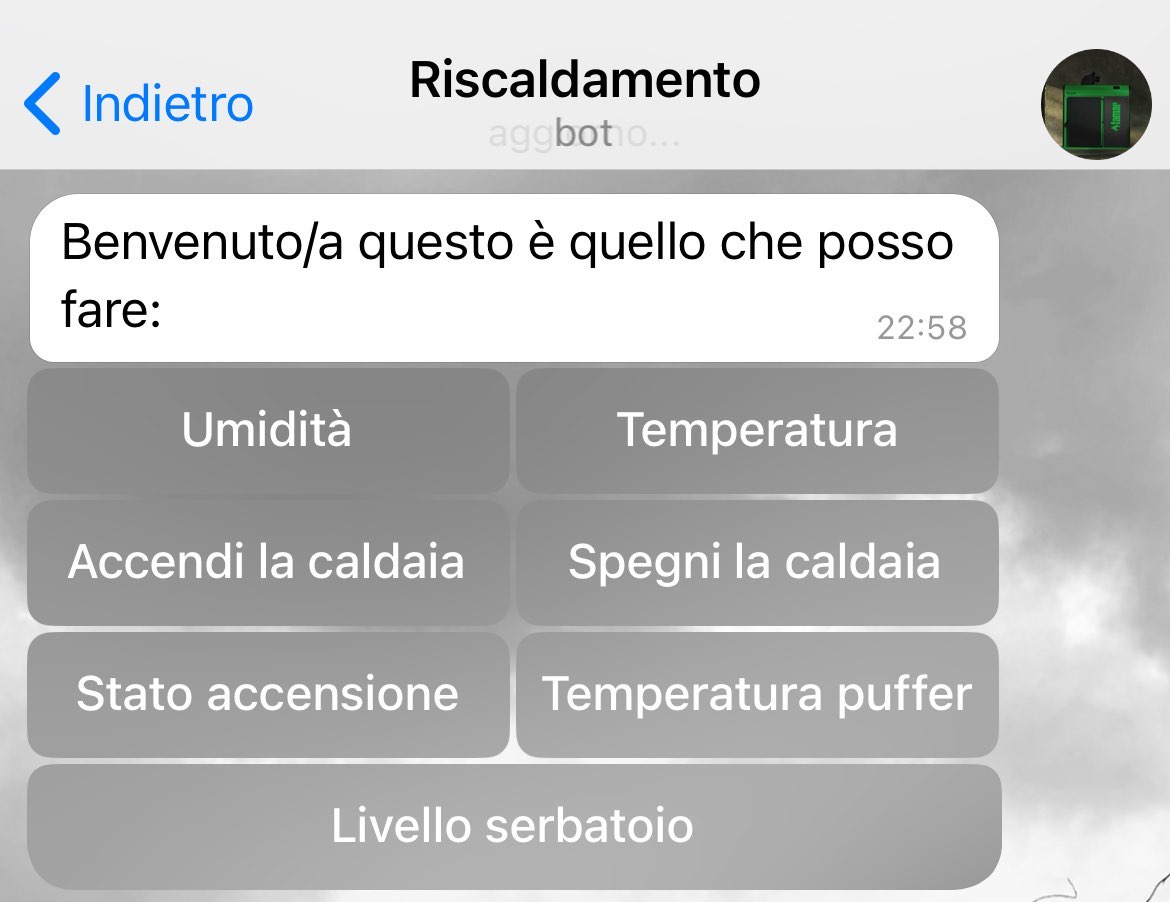 Indietro
Riscaldamento
bot
Benvenuto/a questo è quello che posso
fare:
22:58
Umidità
Temperatura
Accendi la caldaia
Spegni la caldaia
Stato accensione
Temperatura puffer
Livello serbatoio